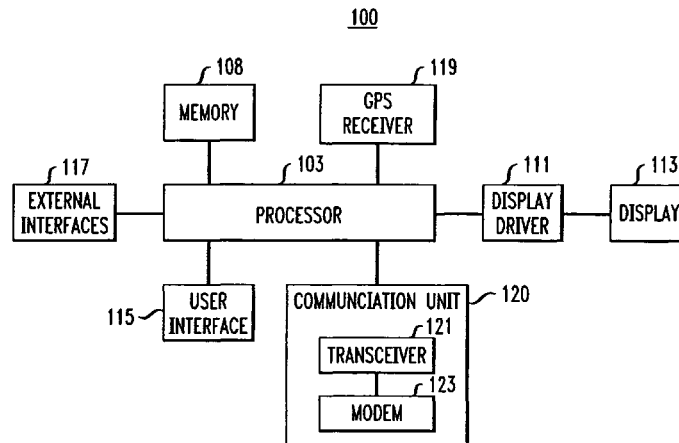 100
108
MEMORY
119
GPS
RECEIVER
117
EXTERNAL
INTERFACES
103
PROCESSOR
111
DISPLAY
DRIVER
113
DISPLAY
115
USER
INTERFACE
COMMUNCIATION UNIT
120
121
TRANSCEIVER
123
MODEM